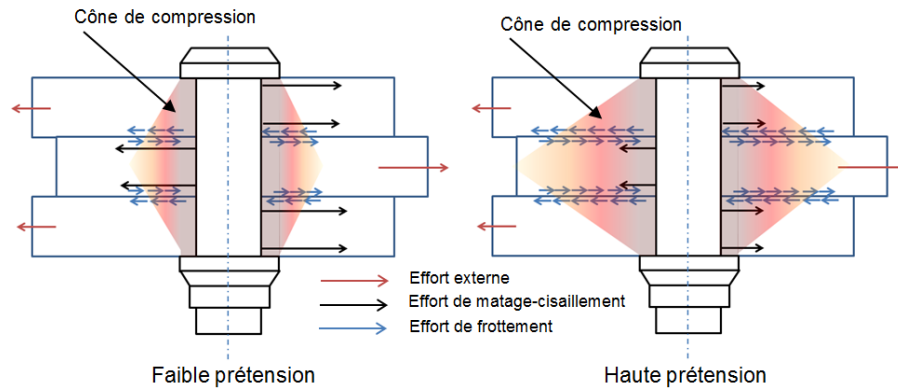 Cône de compression
Cône de compression
Effort externe
Effort de matage-cisaillement
Effort de frottement
Faible prétension
Haute prétension